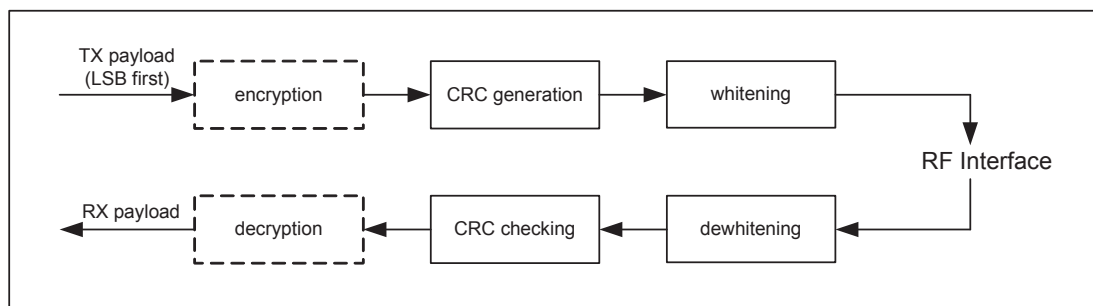 TX payload
(LSB first)
encryption
CRC generation
whitening
RF Interface
RX payload
decryption
CRC checking
dewhitening